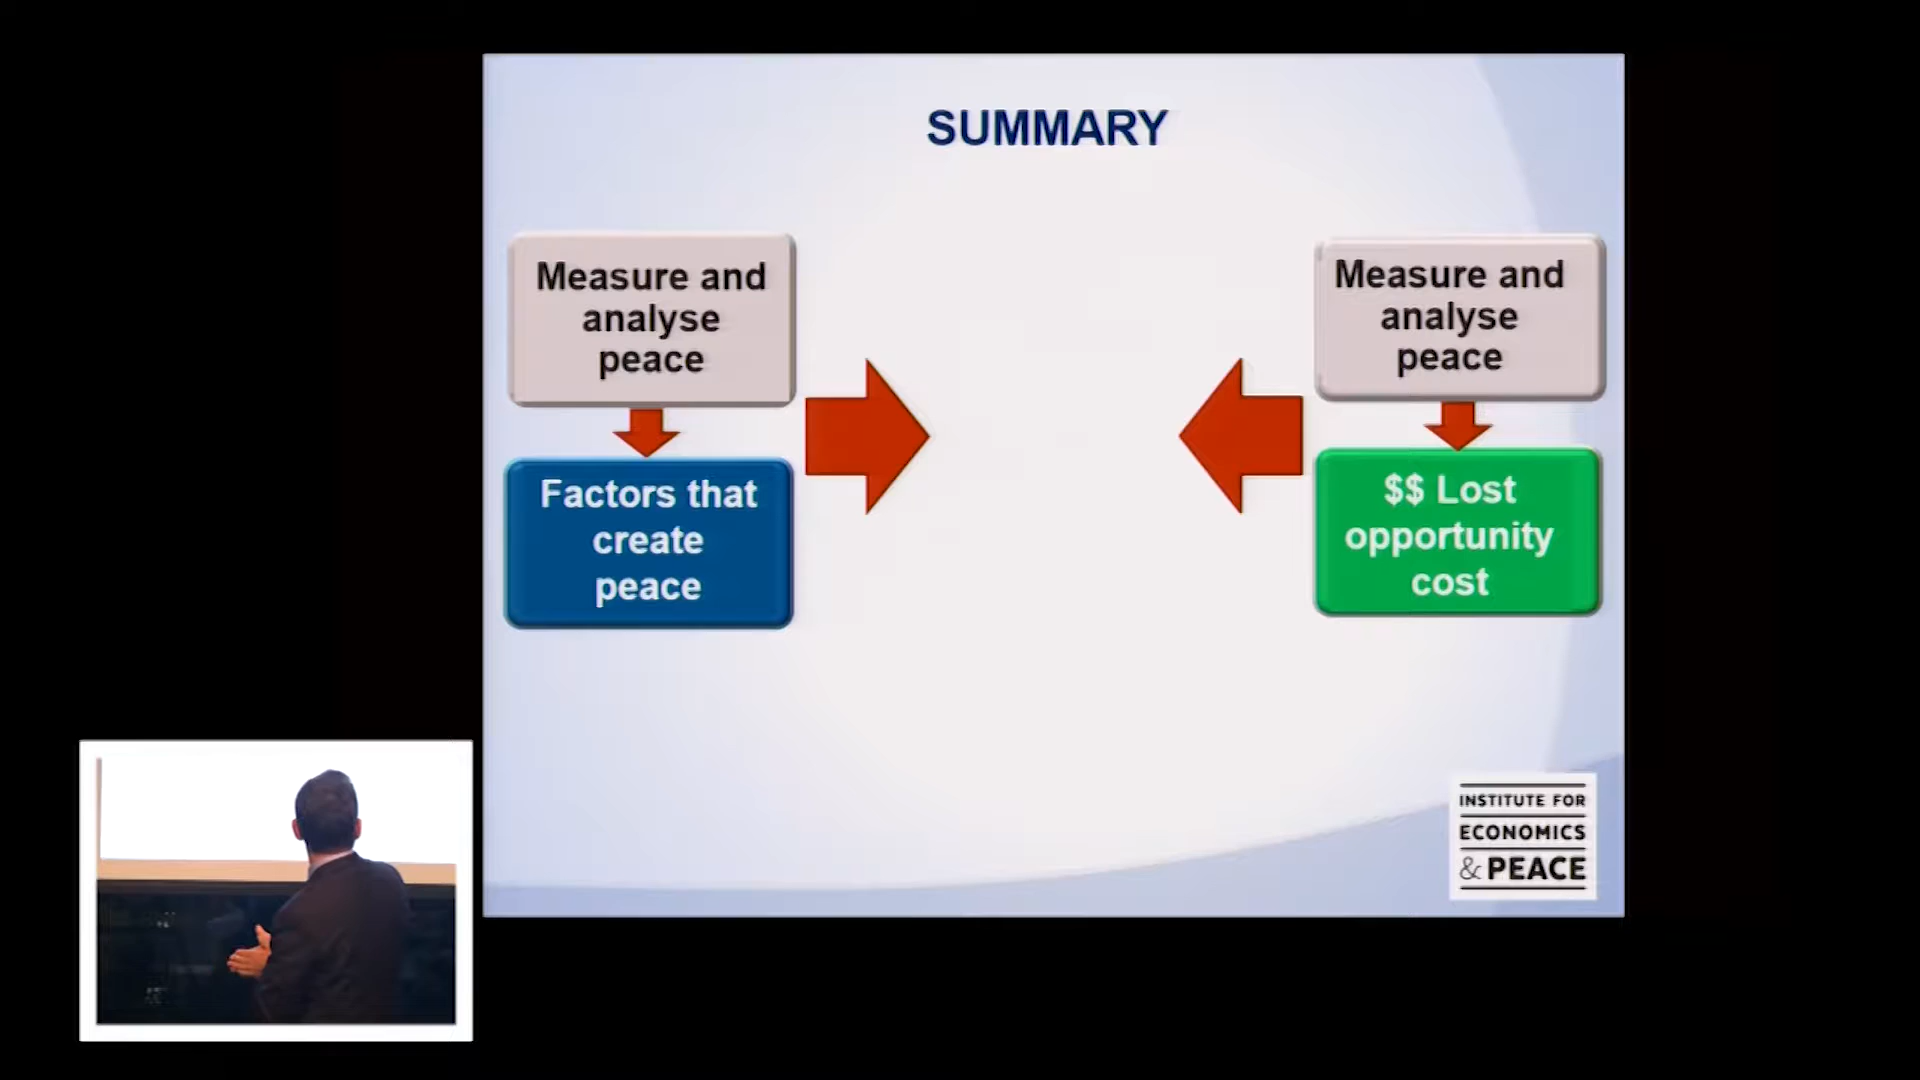 SUMMARY
Measure and
analyse
peace
Factors that
create
peace
Measure and
analyse
peace
$$ Lost
opportunity
cost
INSTITUTE FOR
ECONOMICS
& PEACE